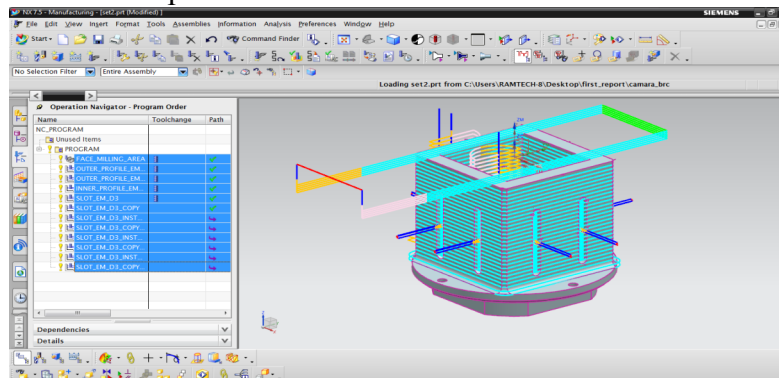 NX 7.5 - Manufacturing - [set2.prt (Modified) ]
SIEMENS
File Edit View Insert Format Tools Assemblies Information Analysis Preferences Window Help
Start Command Finder
No Selection Filter Entire Assembly
Loading set2.prt from C:\Users\RAMTECH-8\Desktop\first_report\camara_brc
Operation Navigator - Program Order
Name Toolchange Path
NC_PROGRAM
Unused Items
PROGRAM
FACE_MILLING_AREA
OUTER_PROFILE_EM...
OUTER_PROFILE_EM...
INNER_PROFILE_EM...
SLOT_EM_D3
SLOT_EM_D3_COPY
SLOT_EM_D3_INST...
SLOT_EM_D3_COPY...
SLOT_EM_D3_COPY...
SLOT_EM_D3_INST...
SLOT_EM_D3_COPY...
Dependencies
Details